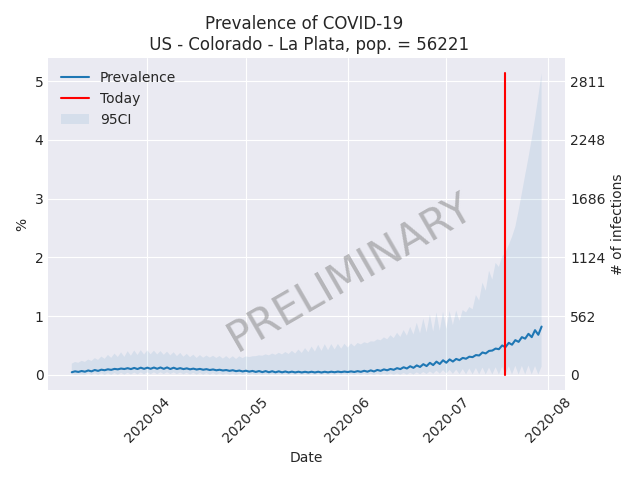 Prevalence of COVID-19
US - Colorado - La Plata, pop. = 56221
Prevalence
Today
95CI
PRELIMINARY
%
5
4
3
2
1
0
# of infections
2811
2248
1686
1124
562
0
2020-04
2020-05
2020-06
2020-07
2020-08
Date